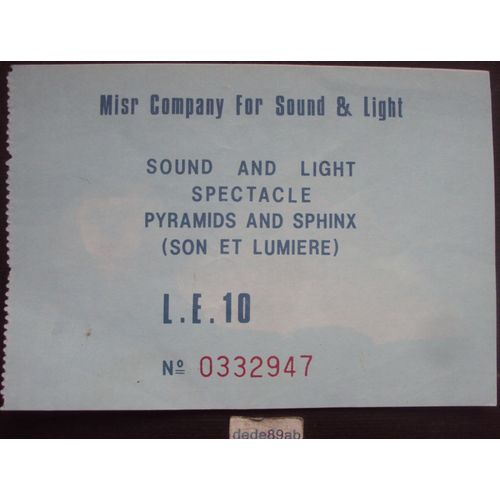 Misr Company For Sound & Light
SOUND AND LIGHT
SPECTACLE
PYRAMIDS AND SPHINX
(SON ET LUMIERE)
L.E.10
Nº 0332947
dede89ab